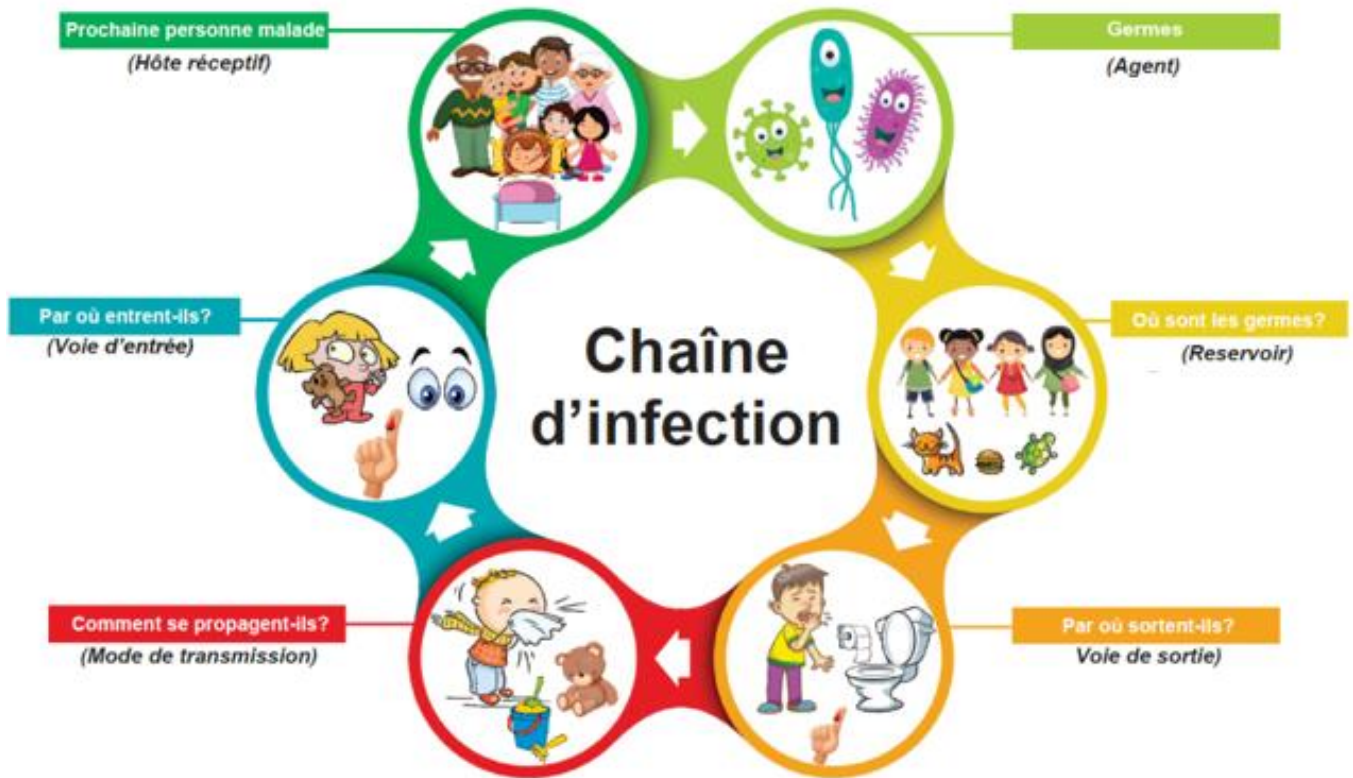 Prochaine personne malade
(Hôte réceptif)
Germes
(Agent)
Par où entrent-ils?
(Voie d'entrée)
Chaîne
d'infection
Où sont les germes?
(Reservoir)
Comment se propagent-ils?
(Mode de transmission)
Par où sortent-ils?
Voie de sortie)